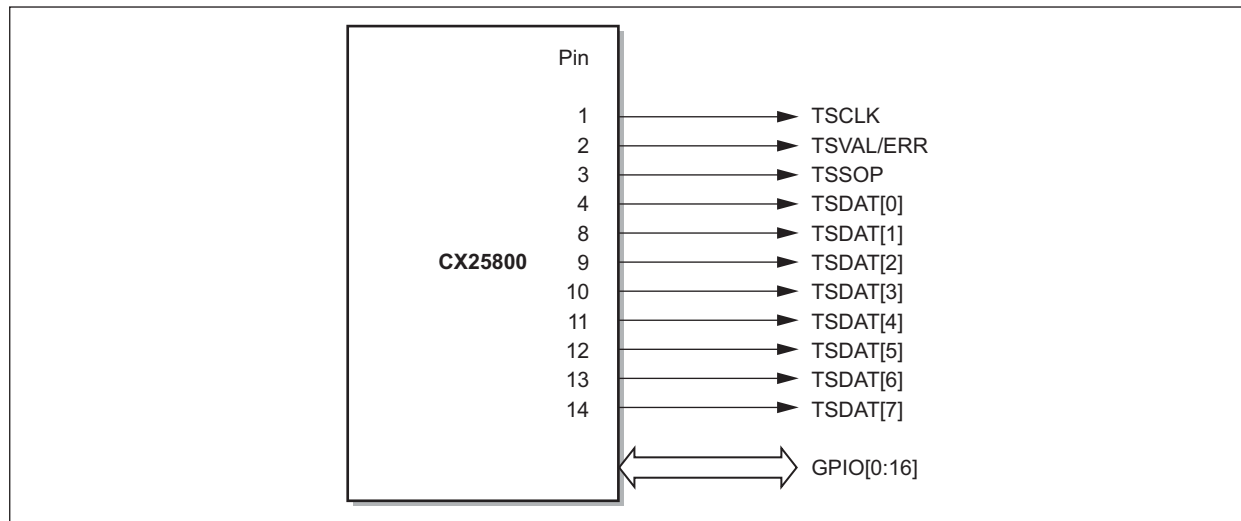 Pin
1 TSCLK
2 TSVAL/ERR
3 TSSOP
4 TSDAT[0]
8 TSDAT[1]
CX25800 9 TSDAT[2]
10 TSDAT[3]
11 TSDAT[4]
12 TSDAT[5]
13 TSDAT[6]
14 TSDAT[7]
GPIO[0:16]